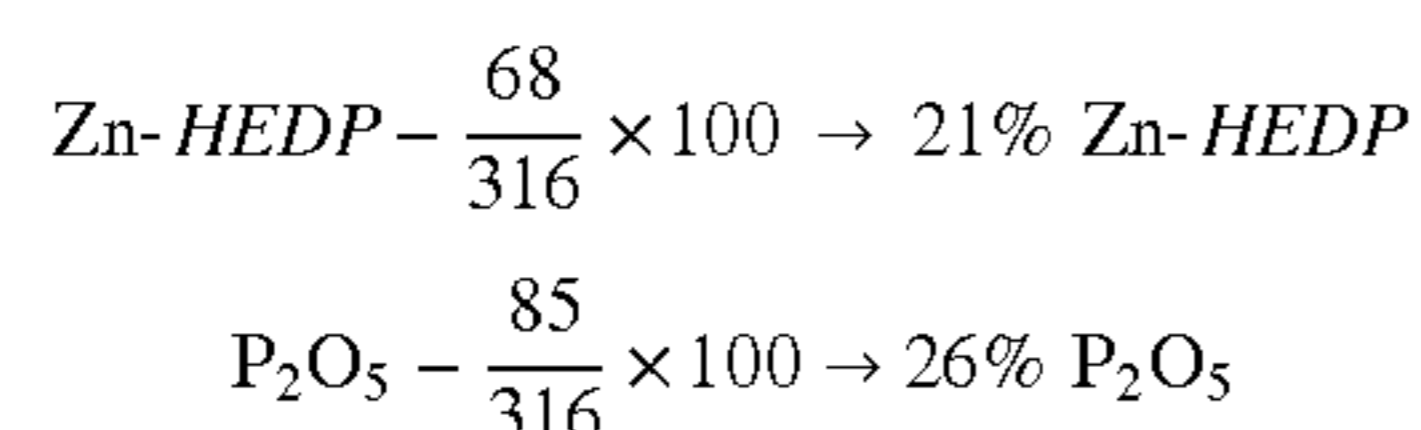 Zn-HEDP – 68/316 × 100 → 21% Zn-HEDP
P₂O₅ – 85/316 × 100 → 26% P₂O₅